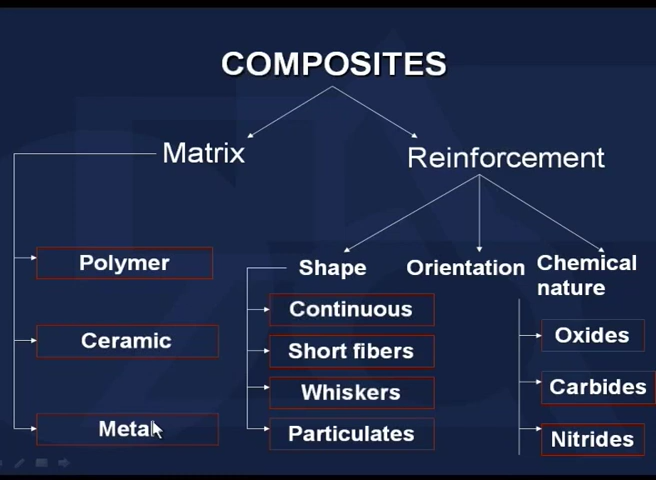 COMPOSITES
Matrix
Reinforcement
Polymer
Ceramic
Metal
Shape
Continuous
Short fibers
Whiskers
Particulates
Orientation
Chemical
nature
Oxides
Carbides
Nitrides